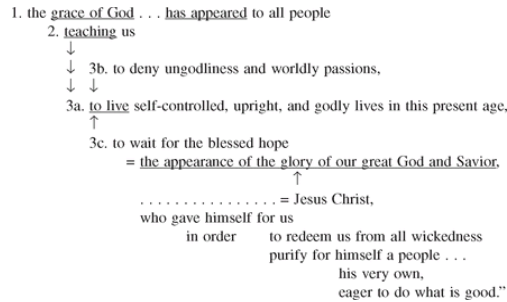 1. the grace of God . . . has appeared to all people
2. teaching us
↓
↓ 3b. to deny ungodliness and worldly passions,
↓ ↓
3a. to live self-controlled, upright, and godly lives in this present age,
↑
3c. to wait for the blessed hope
= the appearance of the glory of our great God and Savior,
↑
. . . . . . . . . . . . . . . . = Jesus Christ,
who gave himself for us
in order to redeem us from all wickedness
purify for himself a people . . .
his very own,
eager to do what is good.”